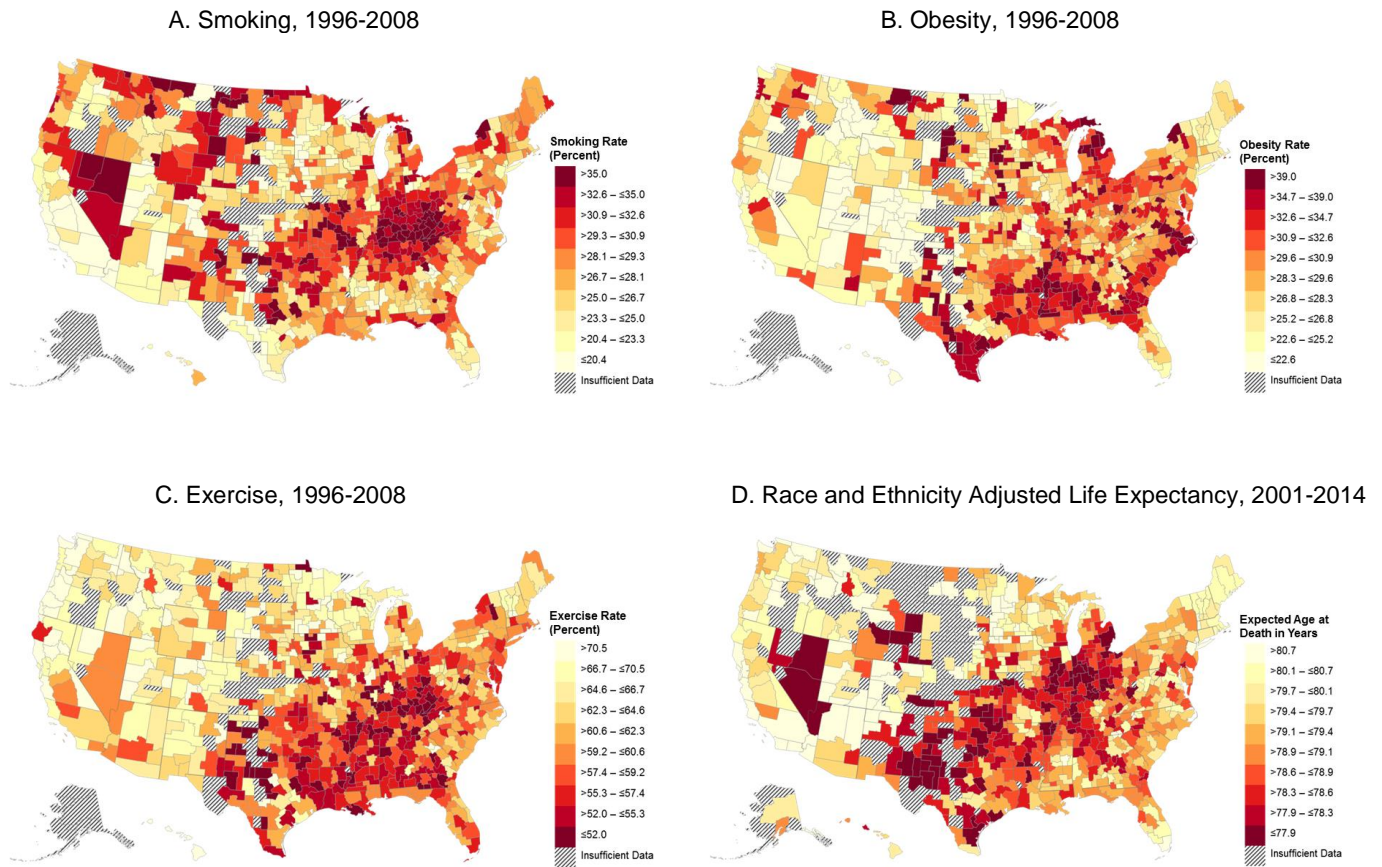 A. Smoking, 1996-2008
Smoking Rate
(Percent)
>35.0
>32.6 – ≤35.0
>30.9 – ≤32.6
>29.3 – ≤30.9
>28.1 – ≤29.3
>26.7 – ≤28.1
>25.0 – ≤26.7
>23.3 – ≤25.0
>20.4 – ≤23.3
≤20.4
Insufficient Data
B. Obesity, 1996-2008
Obesity Rate
(Percent)
>39.0
>34.7 – ≤39.0
>32.6 – ≤34.7
>30.9 – ≤32.6
>29.6 – ≤30.9
>28.3 – ≤29.6
>26.8 – ≤28.3
>25.2 – ≤26.8
>22.6 – ≤25.2
≤22.6
Insufficient Data
C. Exercise, 1996-2008
Exercise Rate
(Percent)
>70.5
>66.7 – ≤70.5
>64.6 – ≤66.7
>62.3 – ≤64.6
>60.6 – ≤62.3
>59.2 – ≤60.6
>57.4 – ≤59.2
>55.3 – ≤57.4
>52.0 – ≤55.3
≤52.0
Insufficient Data
D. Race and Ethnicity Adjusted Life Expectancy, 2001-2014
Expected Age at
Death in Years
>80.7
>80.1 – ≤80.7
>79.7 – ≤80.1
>79.4 – ≤79.7
>79.1 – ≤79.4
>78.9 – ≤79.1
>78.6 – ≤78.9
>78.3 – ≤78.6
>77.9 – ≤78.3
≤77.9
Insufficient Data